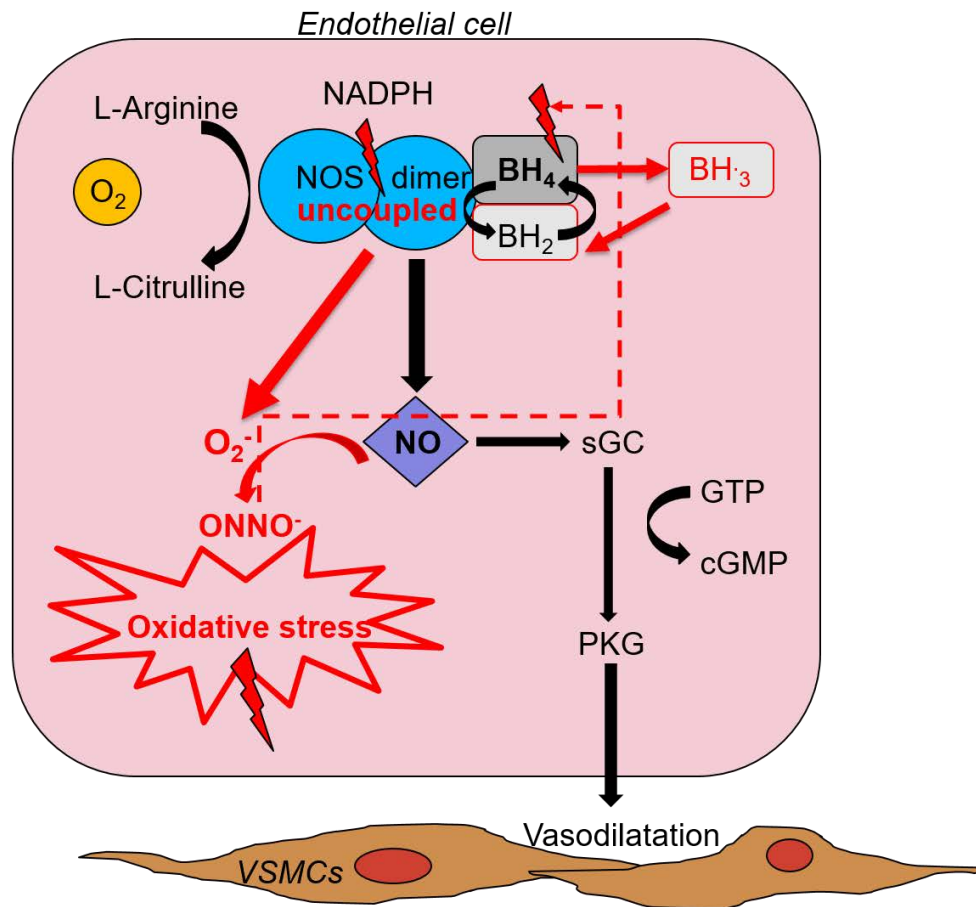 Endothelial cell
L-Arginine
NADPH
O₂
NOS dimer
uncoupled
BH₄
BH·₃
BH₂
L-Citrulline
O₂⁻
NO
sGC
GTP
ONNO⁻
cGMP
Oxidative stress
PKG
Vasodilatation
VSMCs